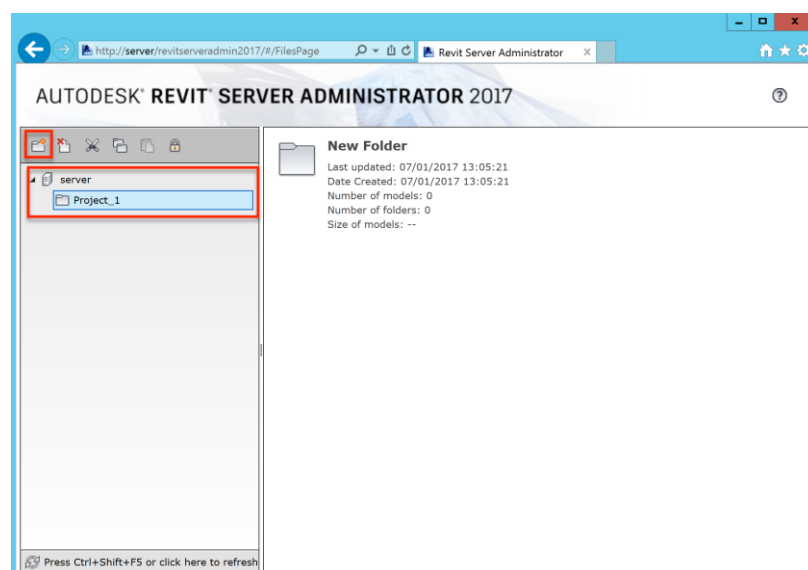 http://server/revitserveradmin2017/#/FilesPage
Revit Server Administrator
AUTODESK® REVIT® SERVER ADMINISTRATOR 2017
server
Project_1
New Folder
Last updated: 07/01/2017 13:05:21
Date Created: 07/01/2017 13:05:21
Number of models: 0
Number of folders: 0
Size of models: --
Press Ctrl+Shift+F5 or click here to refresh